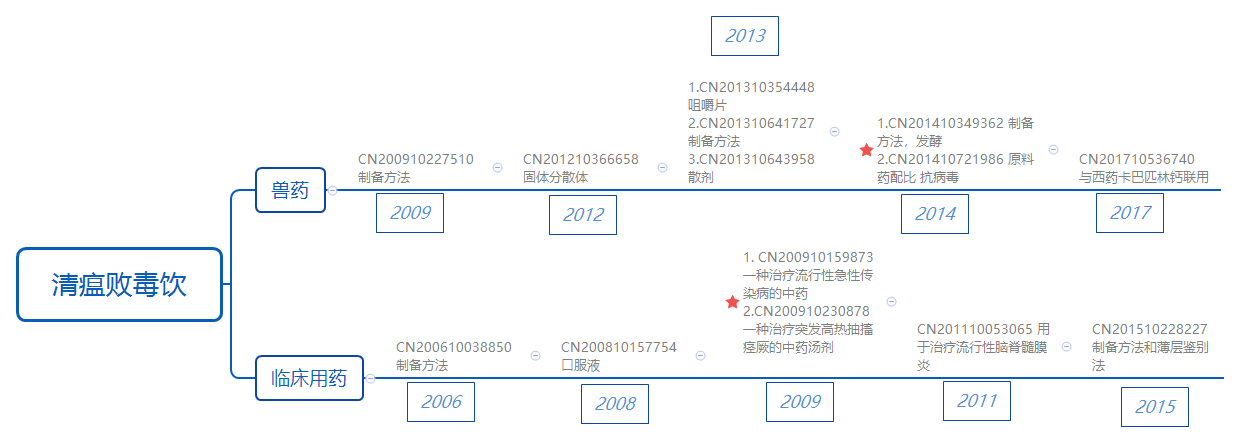 清瘟败毒饮
兽药
CN200910227510
制备方法
2009
CN201210366658
固体分散体
2012
2013
1.CN201310354448
咀嚼片
2.CN201310641727
制备方法
3.CN201310643958
散剂
1.CN201410349362 制备
方法，发酵
2.CN201410721986 原料
药配比 抗病毒
2014
CN201710536740
与西药卡巴匹林钙联用
2017
临床用药
CN200610038850
制备方法
2006
CN200810157754
口服液
2008
1. CN200910159873
一种治疗流行性急性传
染病的中药
2.CN200910230878
一种治疗突发高热抽搐
痉厥的中药汤剂
2009
CN201110053065 用
于治疗流行性脑脊髓膜
炎
2011
CN201510228227
制备方法和薄层鉴别
法
2015